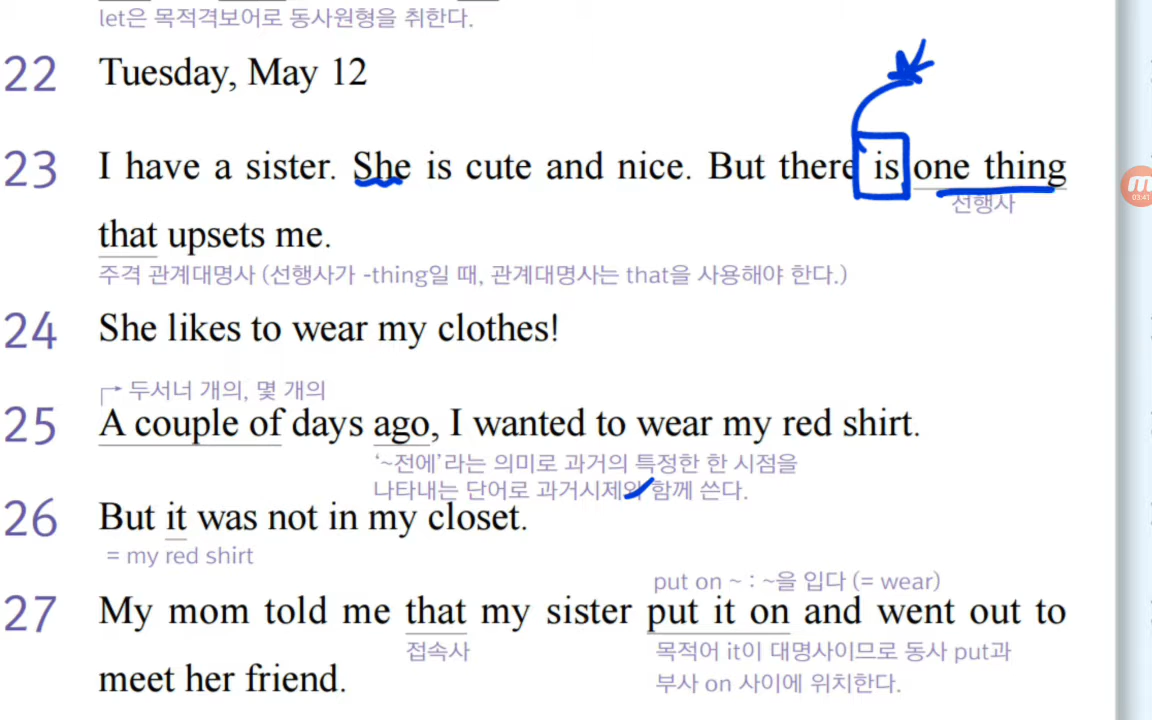 let은 목적격보어로 동사원형을 취한다.
22 Tuesday, May 12
23 I have a sister. She is cute and nice. But there is one thing
선행사
that upsets me.
주격 관계대명사 (선행사가 -thing일 때, 관계대명사는 that을 사용해야 한다.)
24 She likes to wear my clothes!
두서너 개의, 몇 개의
25 A couple of days ago, I wanted to wear my red shirt.
‘~전에’라는 의미로 과거의 특정한 한 시점을
나타내는 단어로 과거시제와 함께 쓴다.
26 But it was not in my closet.
= my red shirt
put on ~ : ~을 입다 (= wear)
27 My mom told me that my sister put it on and went out to
접속사 목적어 it이 대명사이므로 동사 put과
meet her friend. 부사 on 사이에 위치한다.
03:41